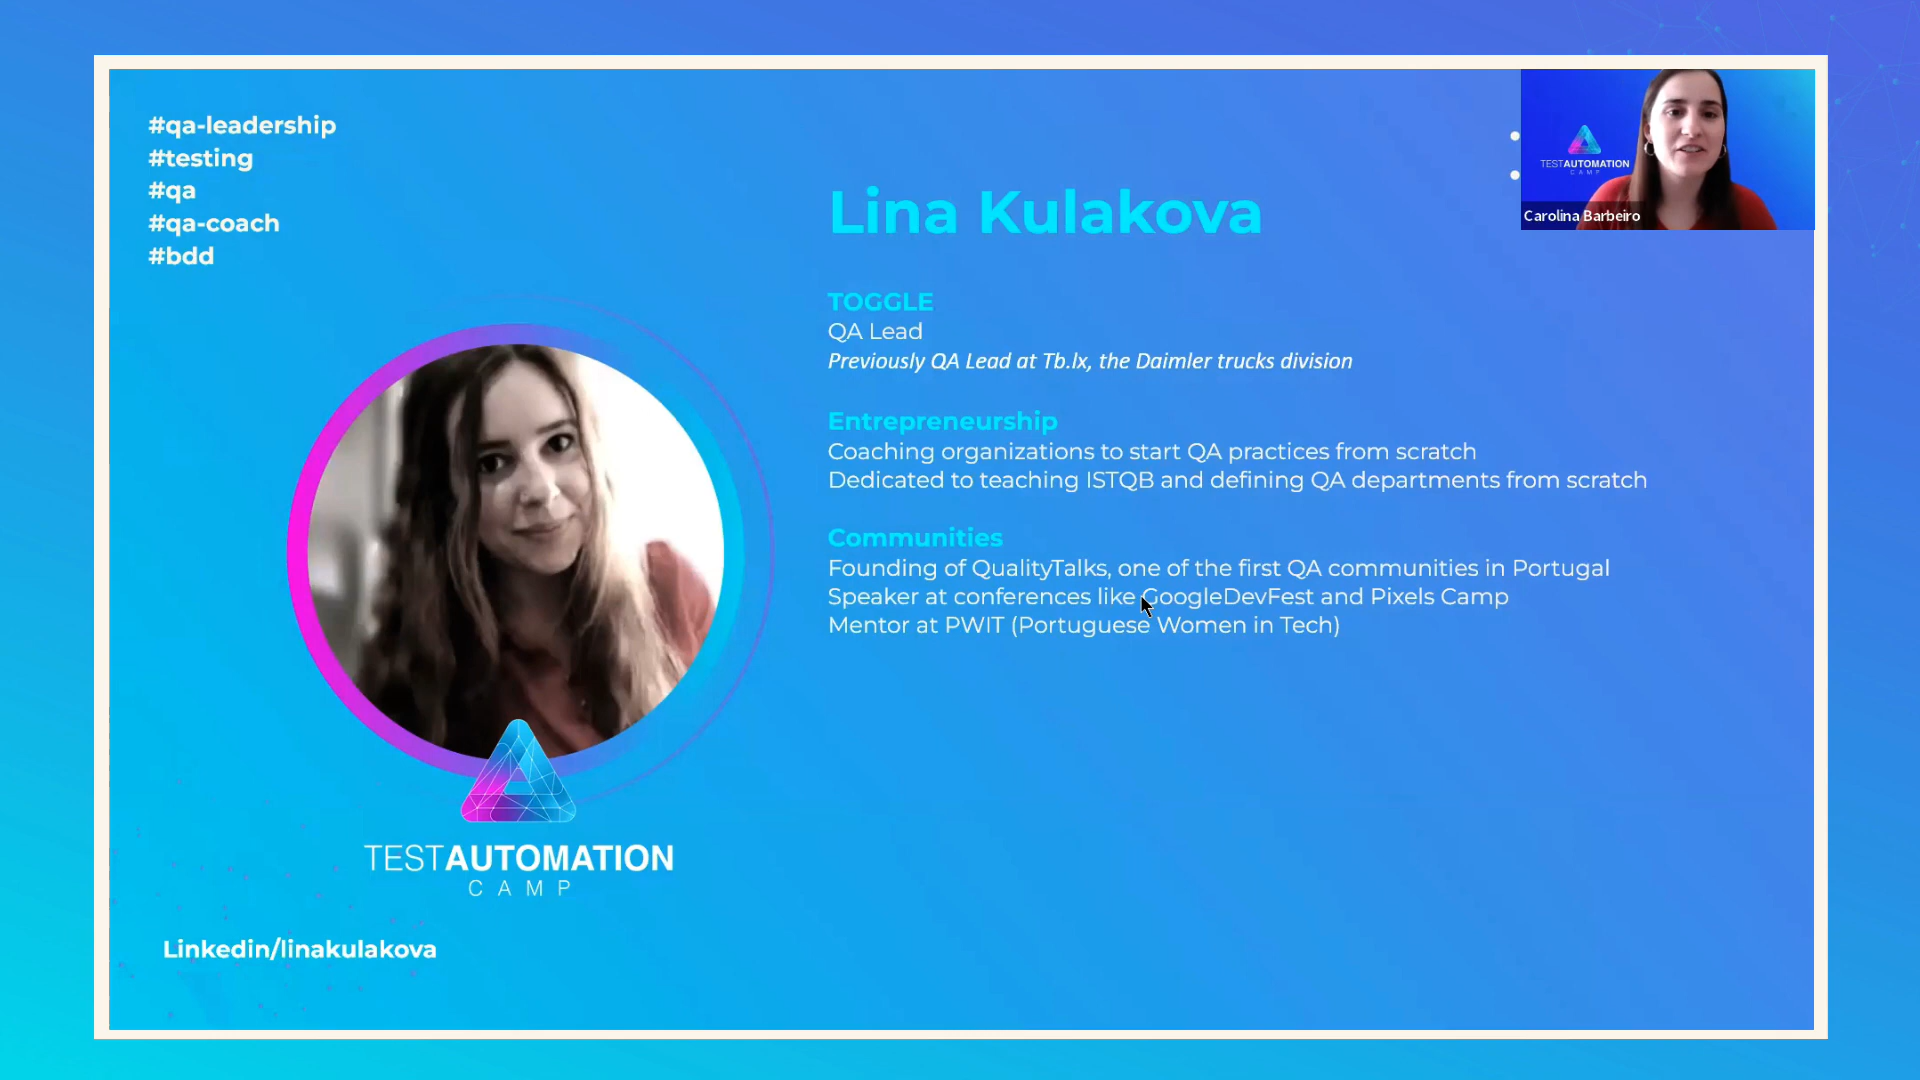 #qa-leadership
#testing
#qa
#qa-coach
#bdd
TESTAUTOMATION
CAMP
Carolina Barbeiro
Lina Kulakova
TOGGLE
QA Lead
Previously QA Lead at Tb.lx, the Daimler trucks division
Entrepreneurship
Coaching organizations to start QA practices from scratch
Dedicated to teaching ISTQB and defining QA departments from scratch
Communities
Founding of QualityTalks, one of the first QA communities in Portugal
Speaker at conferences like GoogleDevFest and Pixels Camp
Mentor at PWIT (Portuguese Women in Tech)
TESTAUTOMATION
CAMP
Linkedin/linakulakova